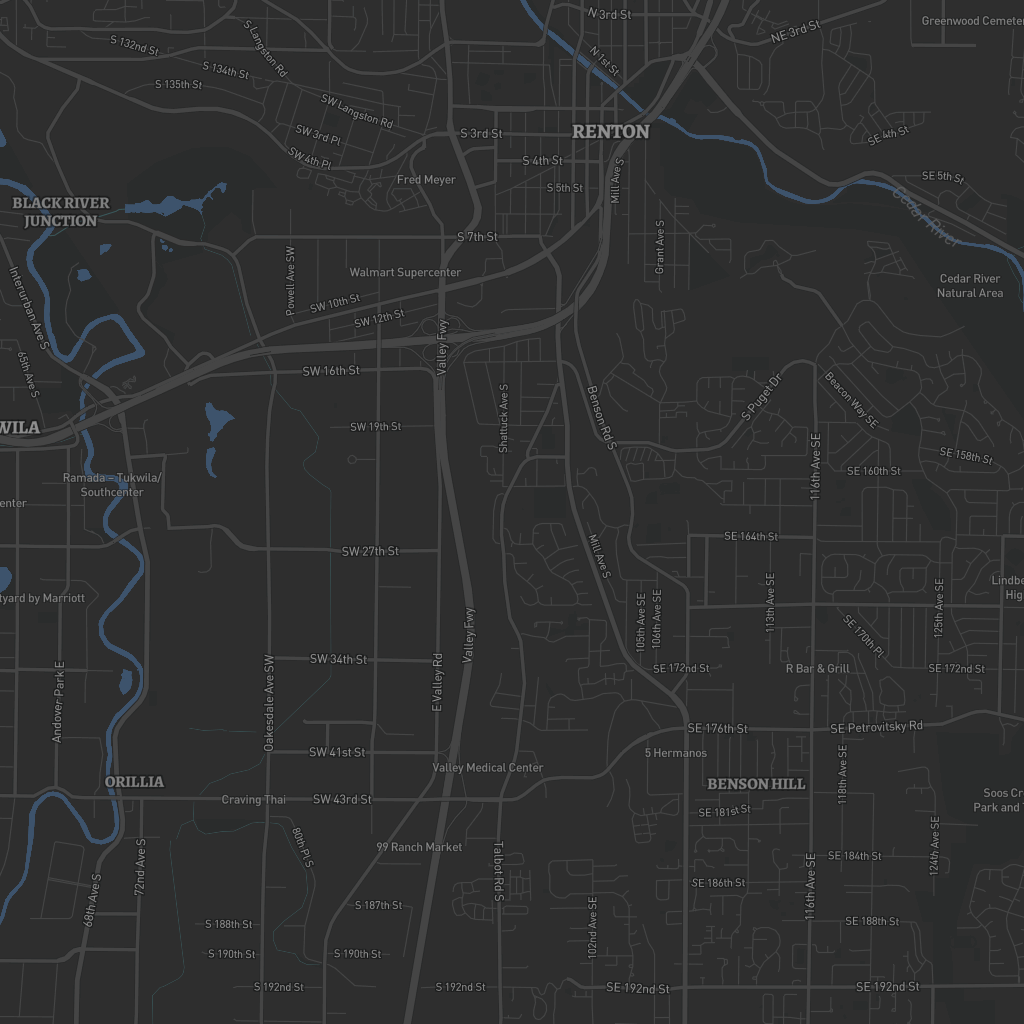 N 3rd St
Greenwood Cemeter
NE 3rd St
S Langston Rd
S 132nd St
N 1st St
S 134th St
S 135th St
SW Langston Rd
SW 3rd Pl
S 3rd St
RENTON
SE 4th St
SW 4th Pl
S 4th St
Mill Ave S
Fred Meyer
S 5th St
SE 5th St
BLACK RIVER
JUNCTION
Cedar River
S 7th St
Grant Ave S
Interurban Ave S
Powell Ave SW
Walmart Supercenter
Cedar River
Natural Area
SW 10th St
SW 12th St
Valley Fwy
65th Ave S
SW 16th St
S Puget Dr
Beacon Way SE
Shattuck Ave S
Benson Rd S
WILA
SW 19th St
116th Ave SE
SE 158th St
SE 160th St
Ramada - Tukwila/
Southcenter
enter
SE 164th St
SW 27th St
Mill Ave S
Lindbe
Hig
tyard by Marriott
113th Ave SE
125th Ave SE
105th Ave SE
106th Ave SE
Valley Fwy
SE 170th Pl
SW 34th St
SE 172nd St
R Bar & Grill
SE 172nd St
E Valley Rd
Andover Park E
Oakesdale Ave SW
SE 176th St
SE Petrovitsky Rd
SW 41st St
5 Hermanos
Valley Medical Center
118th Ave SE
ORILLIA
BENSON HILL
Soos Cr
Park and T
Craving Thai
SW 43rd St
SE 181st St
80th Pl S
99 Ranch Market
124th Ave SE
72nd Ave S
Talbot Rd S
SE 184th St
68th Ave S
SE 186th St
116th Ave SE
S 187th St
S 188th St
102nd Ave SE
SE 188th St
S 190th St
S 190th St
S 192nd St
S 192nd St
SE 192nd St
SE 192nd St